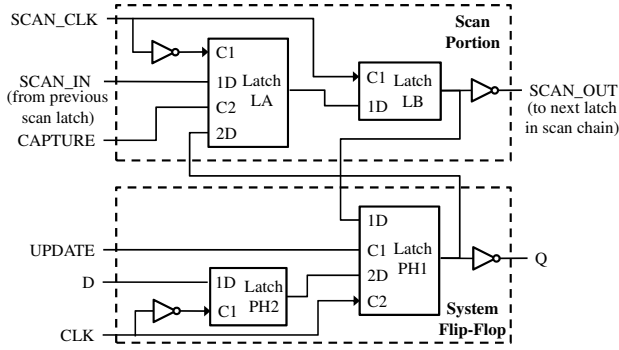 SCAN_CLK
Scan
Portion
C1
SCAN_IN
(from previous
scan latch)
1D
Latch
LA
C2
CAPTURE
2D
C1
Latch
LB
1D
SCAN_OUT
(to next latch
in scan chain)
1D
UPDATE
C1
Latch
PH1
2D
C2
Q
D
1D
Latch
PH2
C1
CLK
System
Flip-Flop